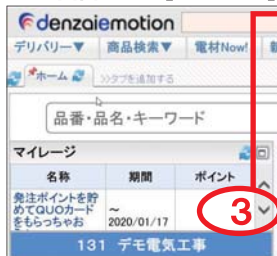 denzaiemotion
デリバリー▼ 商品検索▼ 電材Now!
*ホーム >>タブを追加する
品番・品名・キーワード
マイレージ
名称 期間 ポイント
発注ポイントを貯めてQUOカードをもらっちゃお
~
2020/01/17
3
131 デモ電気工事